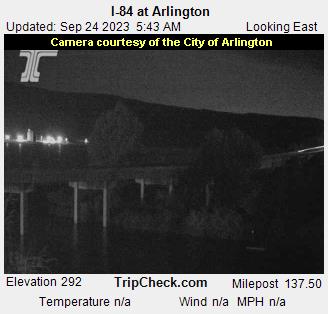 I-84 at Arlington
Updated: Sep 24 2023 5:43 AM Looking East
Camera courtesy of the City of Arlington
Elevation 292 TripCheck.com Milepost 137.50
Temperature n/a Wind n/a MPH n/a